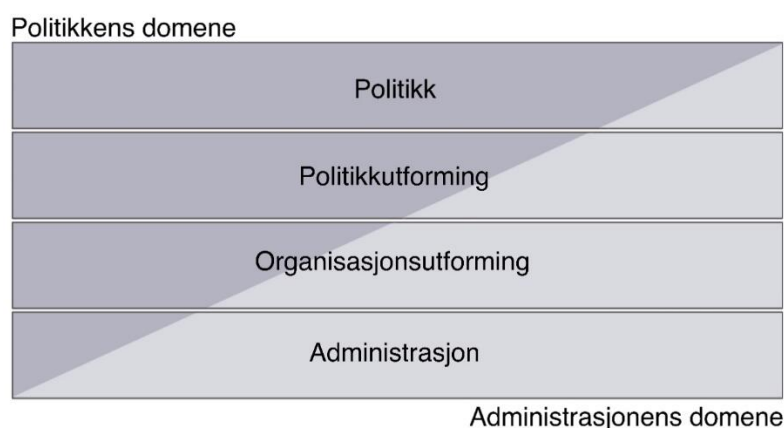 Politikkens domene
Politikk
Politikkutforming
Organisasjonsutforming
Administrasjon
Administrasjonens domene